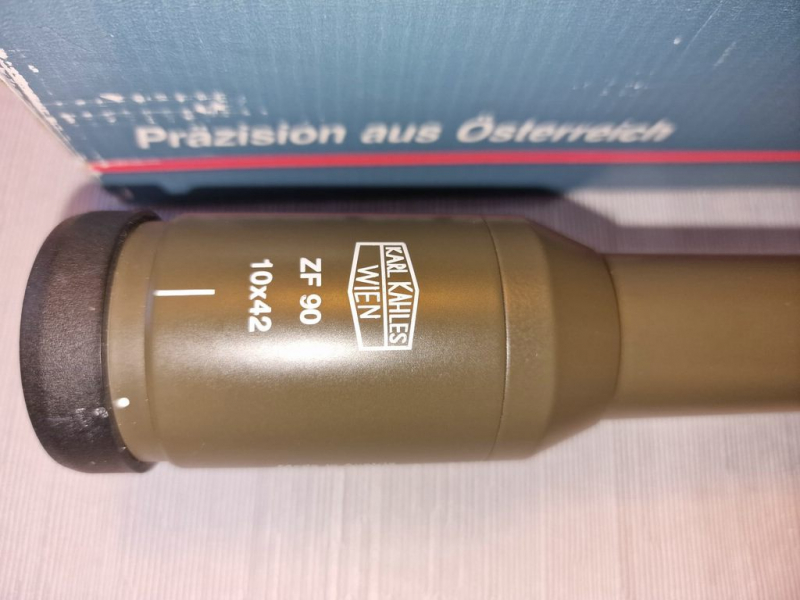 Präzision aus Österreich
KARL KAHLES
WIEN
ZF 90
10x42